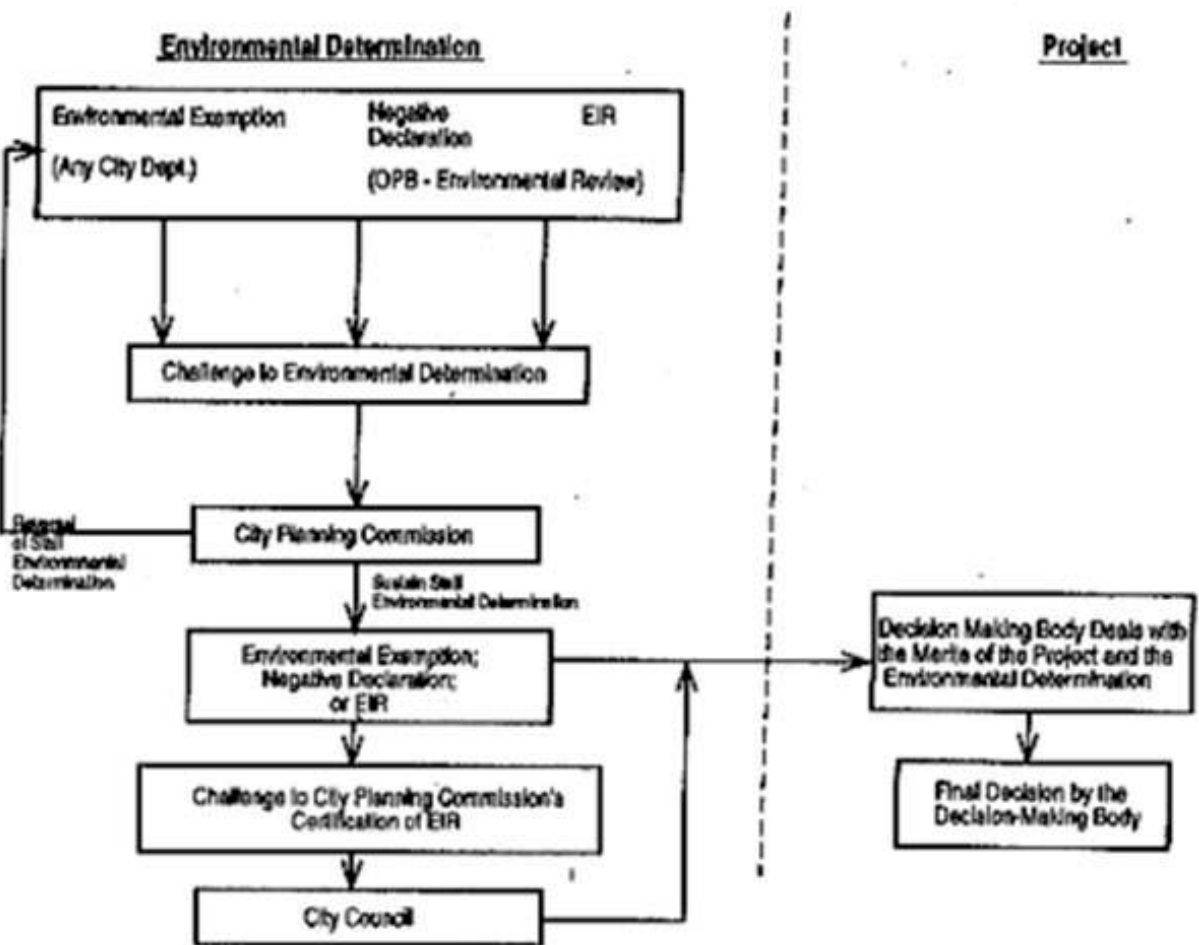 Environmental Determination
Project
Environmental Exemption
Negative
Declaration
EIR
(Any City Dept.)
(OPB - Environmental Review)
Challenge to Environmental Determination
City Planning Commission
of Staff
Environmental
Determination
Sustain Staff
Environmental Determination
Environmental Exemption;
Negative Declaration;
or EIR
Decision Making Body Deals with
the Merits of the Project and the
Environmental Determination
Challenge to City Planning Commission's
Certification of EIR
Final Decision by the
Decision-Making Body
City Council